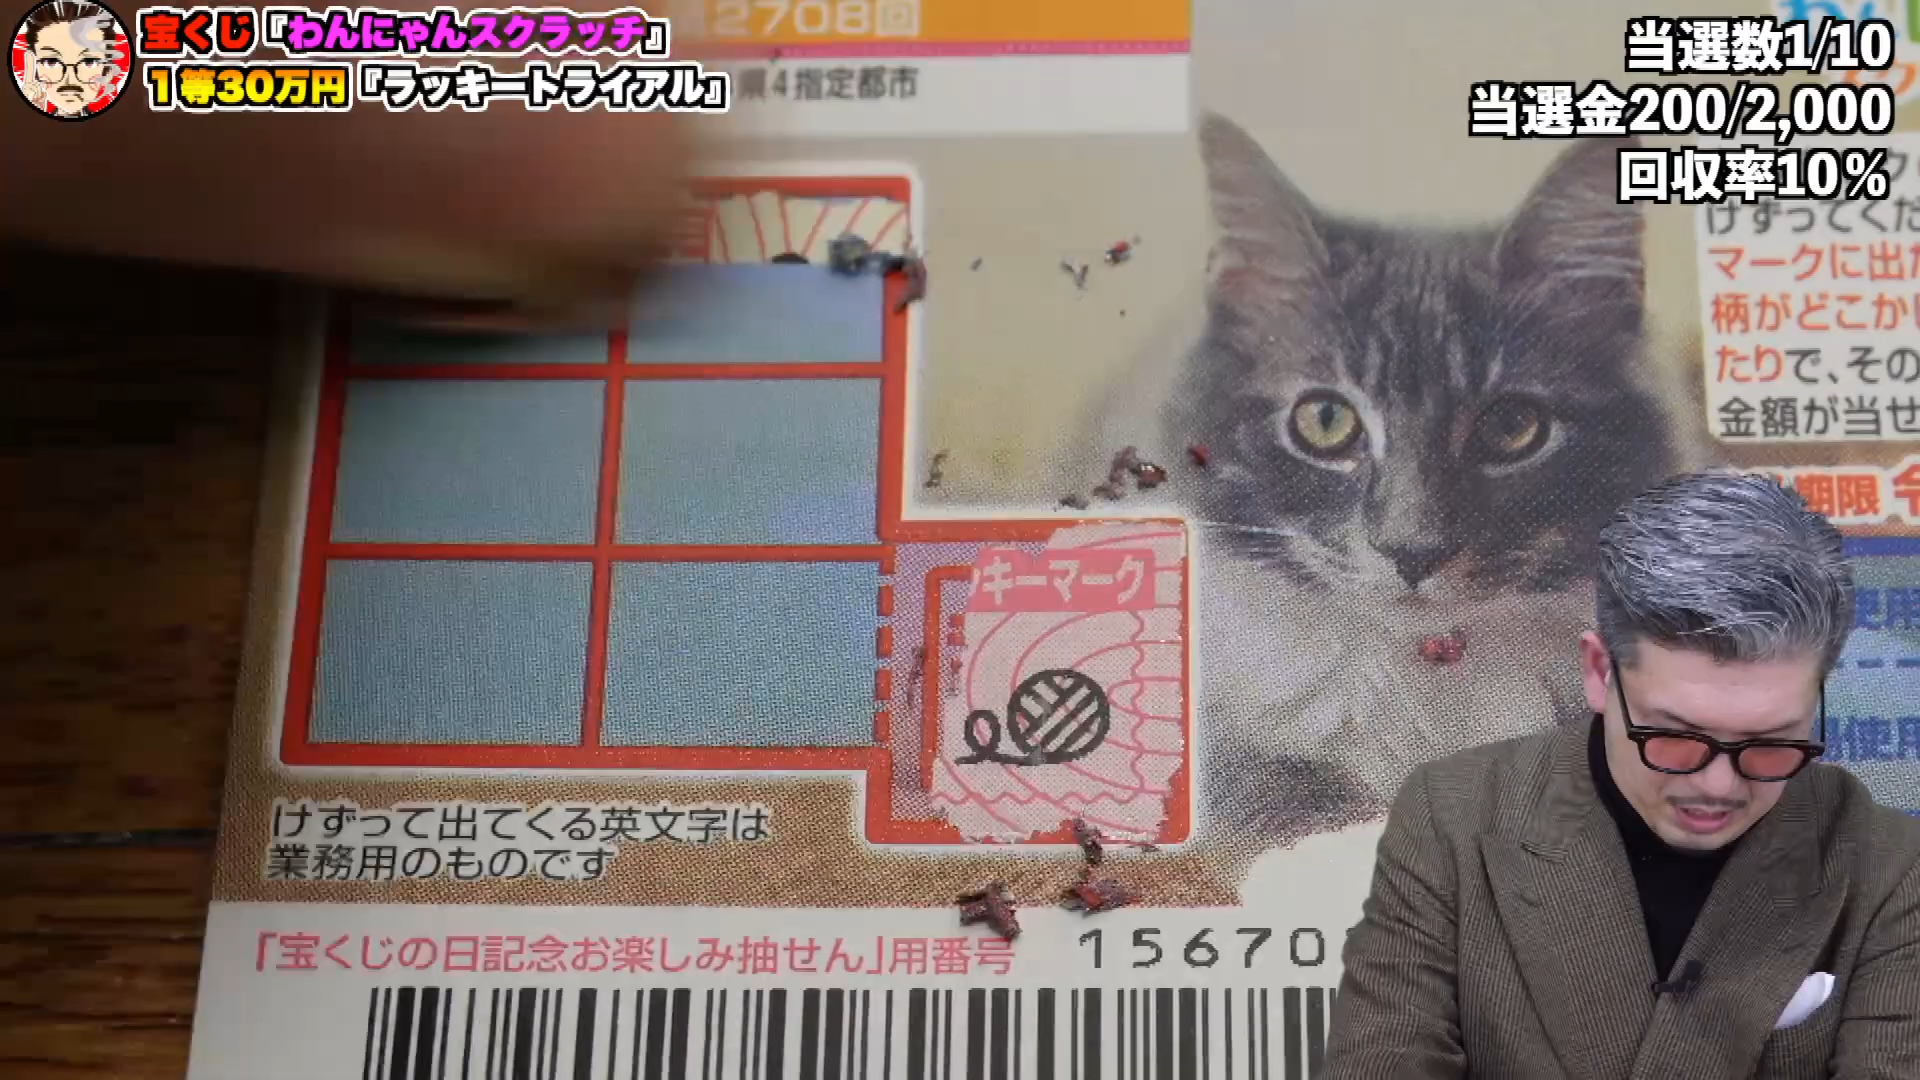 宝くじ『わんにゃんスクラッチ』
1等30万円『ラッキートライアル』
2708回
県4指定都市
当選数1/10
当選金200/2,000
回収率10%
けずってくだ
マークに出た
柄がどこかし
たりで、その
金額が当せ
期限
キーマーク
けずって出てくる英文字は
業務用のものです
「宝くじの日記念お楽しみ抽せん」用番号 15670